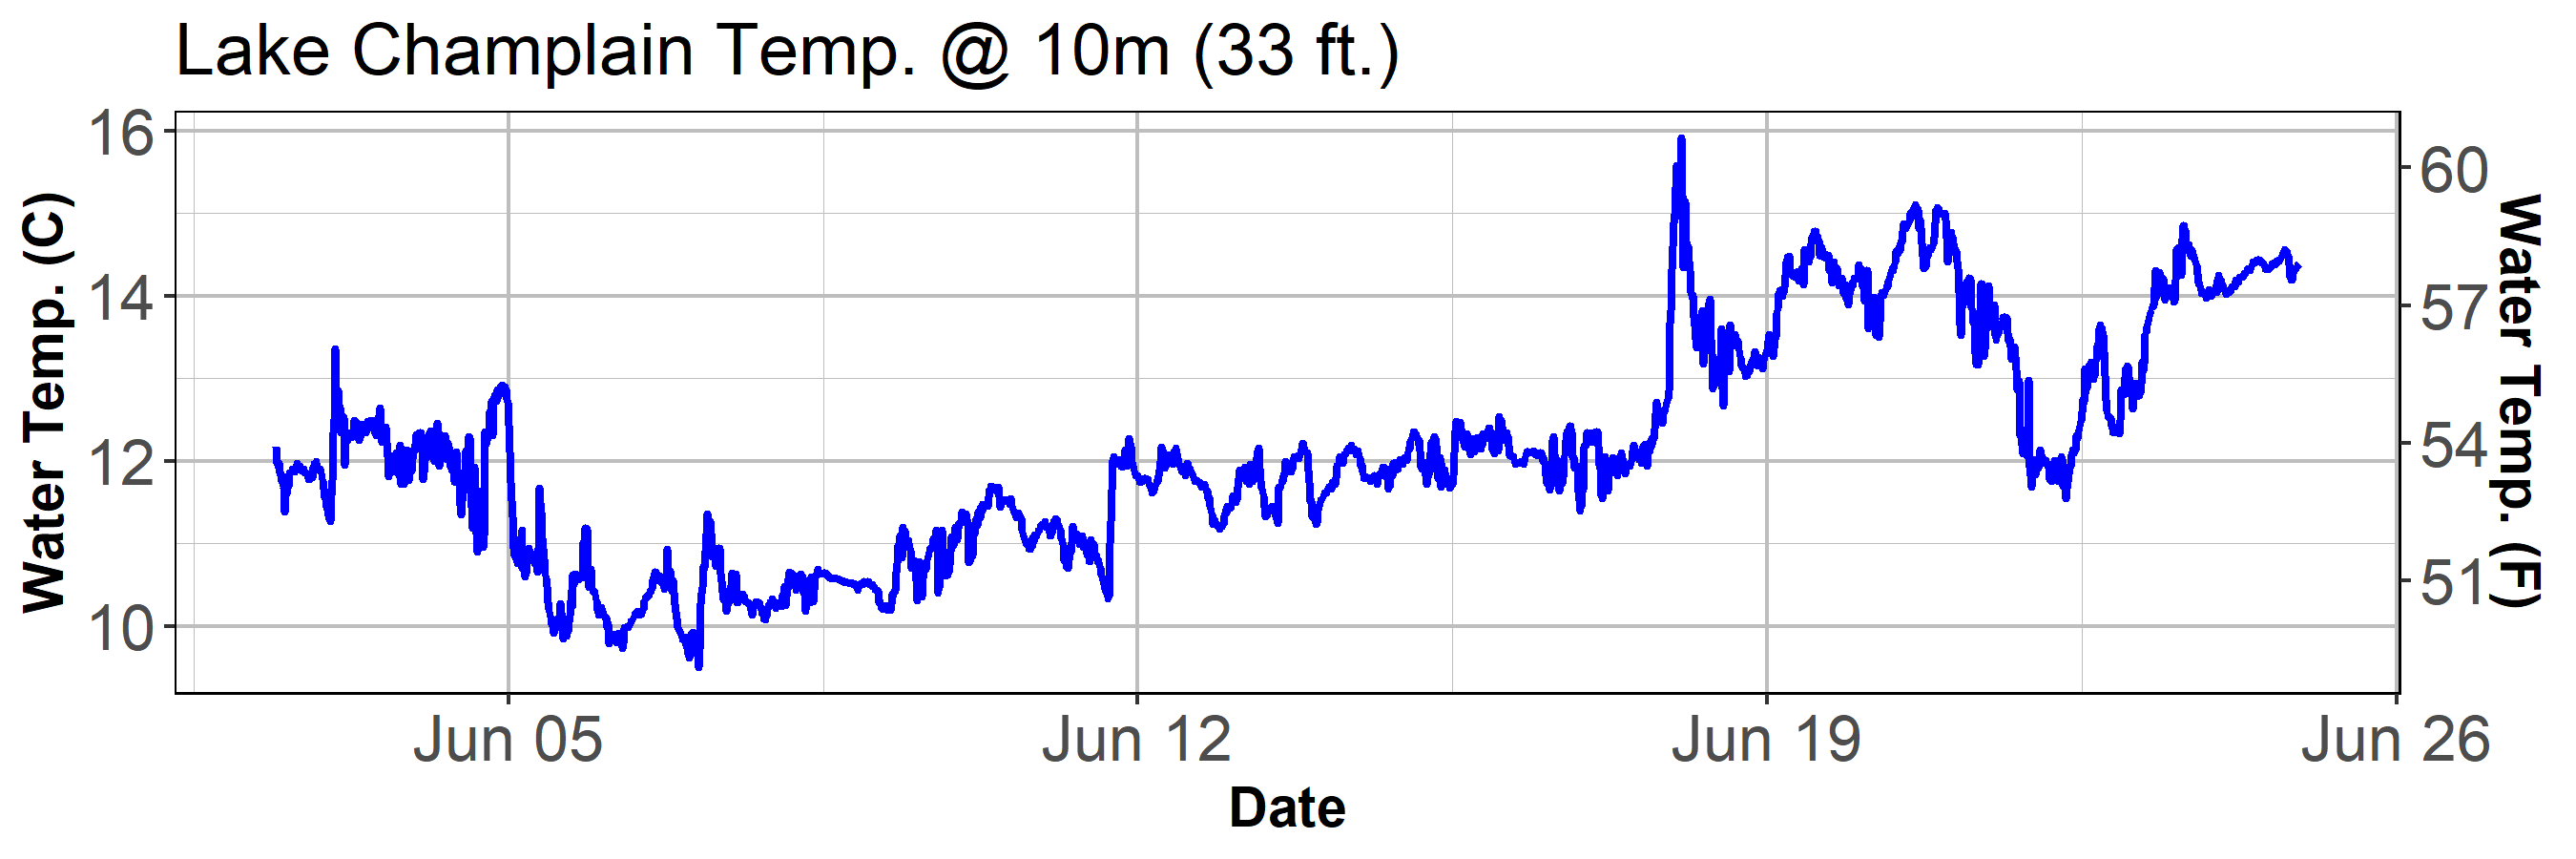 Lake Champlain Temp. @ 10m (33 ft.)
Water Temp. (C)
16
14
12
10
60
57
54
51
Water Temp. (F)
Jun 05
Jun 12
Jun 19
Jun 26
Date